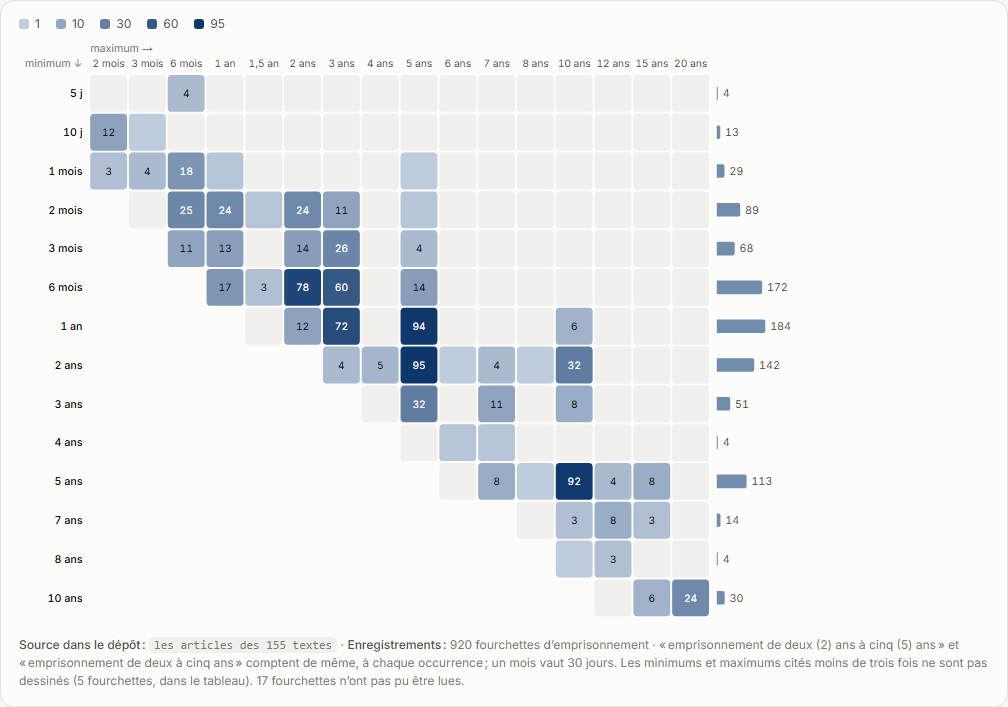 1 10 30 60 95
maximum →
minimum ↓ 2 mois 3 mois 6 mois 1 an 1,5 an 2 ans 3 ans 4 ans 5 ans 6 ans 7 ans 8 ans 10 ans 12 ans 15 ans 20 ans
5 j 4 4
10 j 12 13
1 mois 3 4 18 29
2 mois 25 24 24 11 89
3 mois 11 13 14 26 4 68
6 mois 17 3 78 60 14 172
1 an 12 72 94 6 184
2 ans 4 5 95 4 32 142
3 ans 32 11 8 51
4 ans 4
5 ans 8 92 4 8 113
7 ans 3 8 3 14
8 ans 3 4
10 ans 6 24 30
Source dans le dépôt : les articles des 155 textes · Enregistrements : 920 fourchettes d’emprisonnement · « emprisonnement de deux (2) ans à cinq (5) ans » et
« emprisonnement de deux à cinq ans » comptent de même, à chaque occurrence ; un mois vaut 30 jours. Les minimums et maximums cités moins de trois fois ne sont pas
dessinés (5 fourchettes, dans le tableau). 17 fourchettes n’ont pas pu être lues.